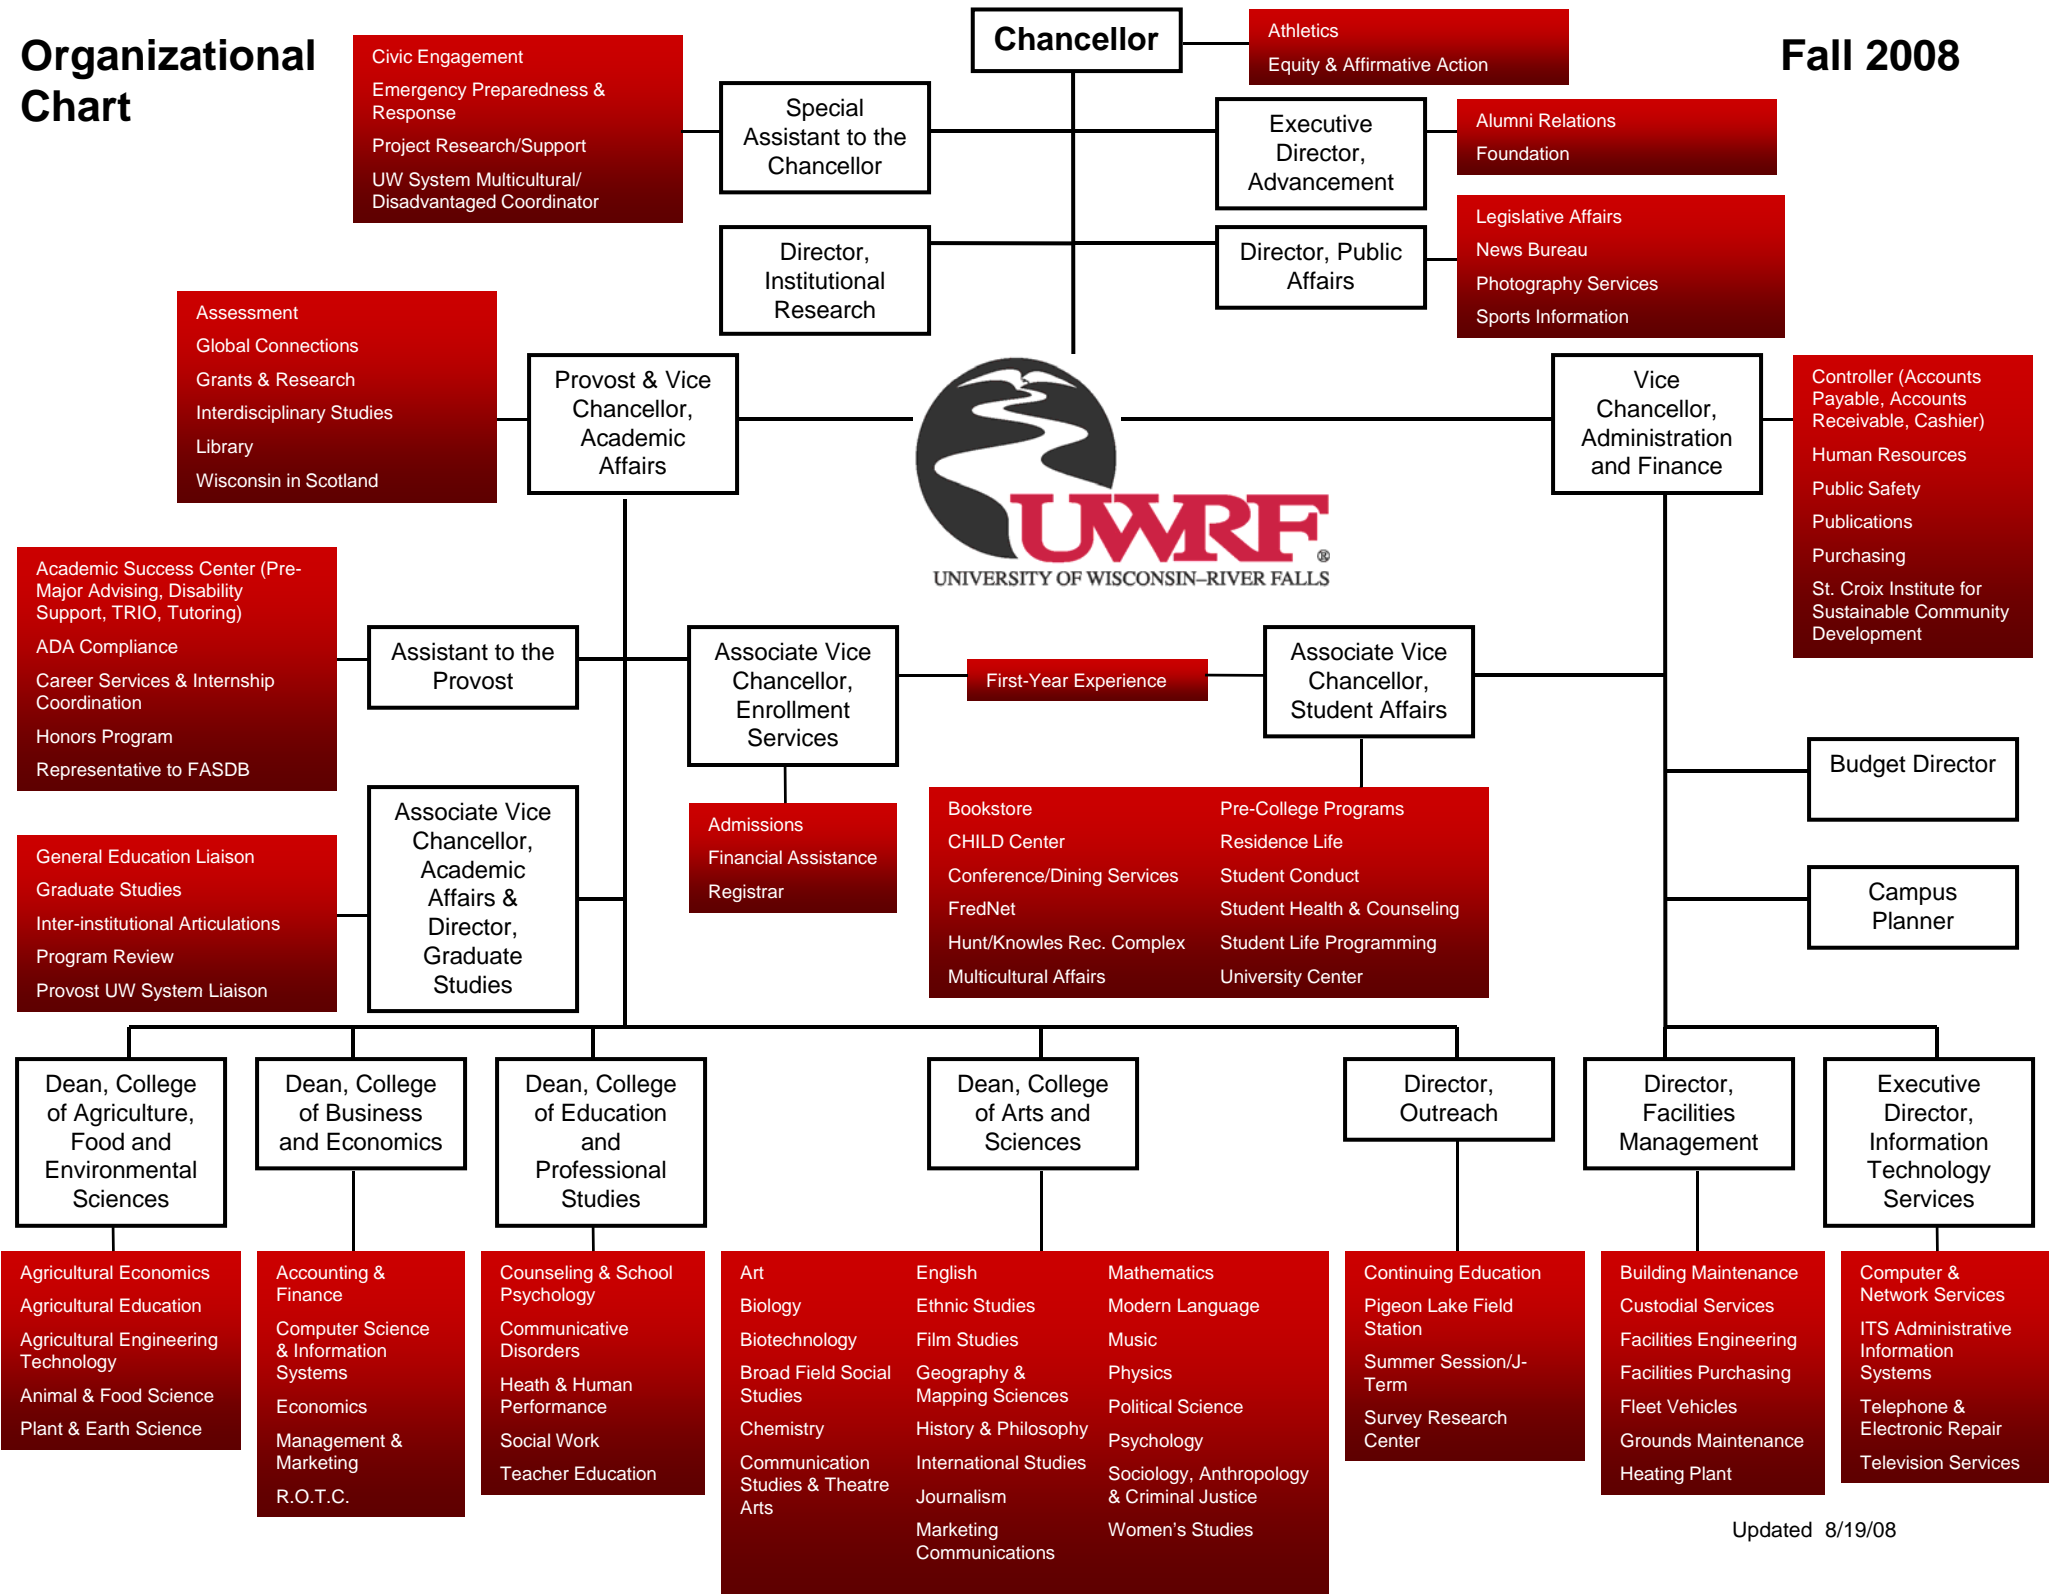 Organizational
Chart
Fall 2008
Chancellor
Athletics
Equity & Affirmative Action
Civic Engagement
Emergency Preparedness &
Response
Project Research/Support
UW System Multicultural/
Disadvantaged Coordinator
Special
Assistant to the
Chancellor
Executive
Director,
Advancement
Alumni Relations
Foundation
Director,
Institutional
Research
Director, Public
Affairs
Legislative Affairs
News Bureau
Photography Services
Sports Information
Assessment
Global Connections
Grants & Research
Interdisciplinary Studies
Library
Wisconsin in Scotland
Provost & Vice
Chancellor,
Academic
Affairs
UWRF®
UNIVERSITY OF WISCONSIN–RIVER FALLS
Vice
Chancellor,
Administration
and Finance
Controller (Accounts
Payable, Accounts
Receivable, Cashier)
Human Resources
Public Safety
Publications
Purchasing
St. Croix Institute for
Sustainable Community
Development
Academic Success Center (Pre-
Major Advising, Disability
Support, TRIO, Tutoring)
ADA Compliance
Career Services & Internship
Coordination
Honors Program
Representative to FASDB
Assistant to the
Provost
Associate Vice
Chancellor,
Enrollment
Services
First-Year Experience
Associate Vice
Chancellor,
Student Affairs
Budget Director
Campus
Planner
General Education Liaison
Graduate Studies
Inter-institutional Articulations
Program Review
Provost UW System Liaison
Associate Vice
Chancellor,
Academic
Affairs &
Director,
Graduate
Studies
Admissions
Financial Assistance
Registrar
Bookstore
CHILD Center
Conference/Dining Services
FredNet
Hunt/Knowles Rec. Complex
Multicultural Affairs
Pre-College Programs
Residence Life
Student Conduct
Student Health & Counseling
Student Life Programming
University Center
Dean, College
of Agriculture,
Food and
Environmental
Sciences
Dean, College
of Business
and Economics
Dean, College
of Education
and
Professional
Studies
Dean, College
of Arts and
Sciences
Director,
Outreach
Director,
Facilities
Management
Executive
Director,
Information
Technology
Services
Agricultural Economics
Agricultural Education
Agricultural Engineering
Technology
Animal & Food Science
Plant & Earth Science
Accounting &
Finance
Computer Science
& Information
Systems
Economics
Management &
Marketing
R.O.T.C.
Counseling & School
Psychology
Communicative
Disorders
Heath & Human
Performance
Social Work
Teacher Education
Art
Biology
Biotechnology
Broad Field Social
Studies
Chemistry
Communication
Studies & Theatre
Arts
English
Ethnic Studies
Film Studies
Geography &
Mapping Sciences
History & Philosophy
International Studies
Journalism
Marketing
Communications
Mathematics
Modern Language
Music
Physics
Political Science
Psychology
Sociology, Anthropology
& Criminal Justice
Women's Studies
Continuing Education
Pigeon Lake Field
Station
Summer Session/J-
Term
Survey Research
Center
Building Maintenance
Custodial Services
Facilities Engineering
Facilities Purchasing
Fleet Vehicles
Grounds Maintenance
Heating Plant
Computer &
Network Services
ITS Administrative
Information
Systems
Telephone &
Electronic Repair
Television Services
Updated 8/19/08